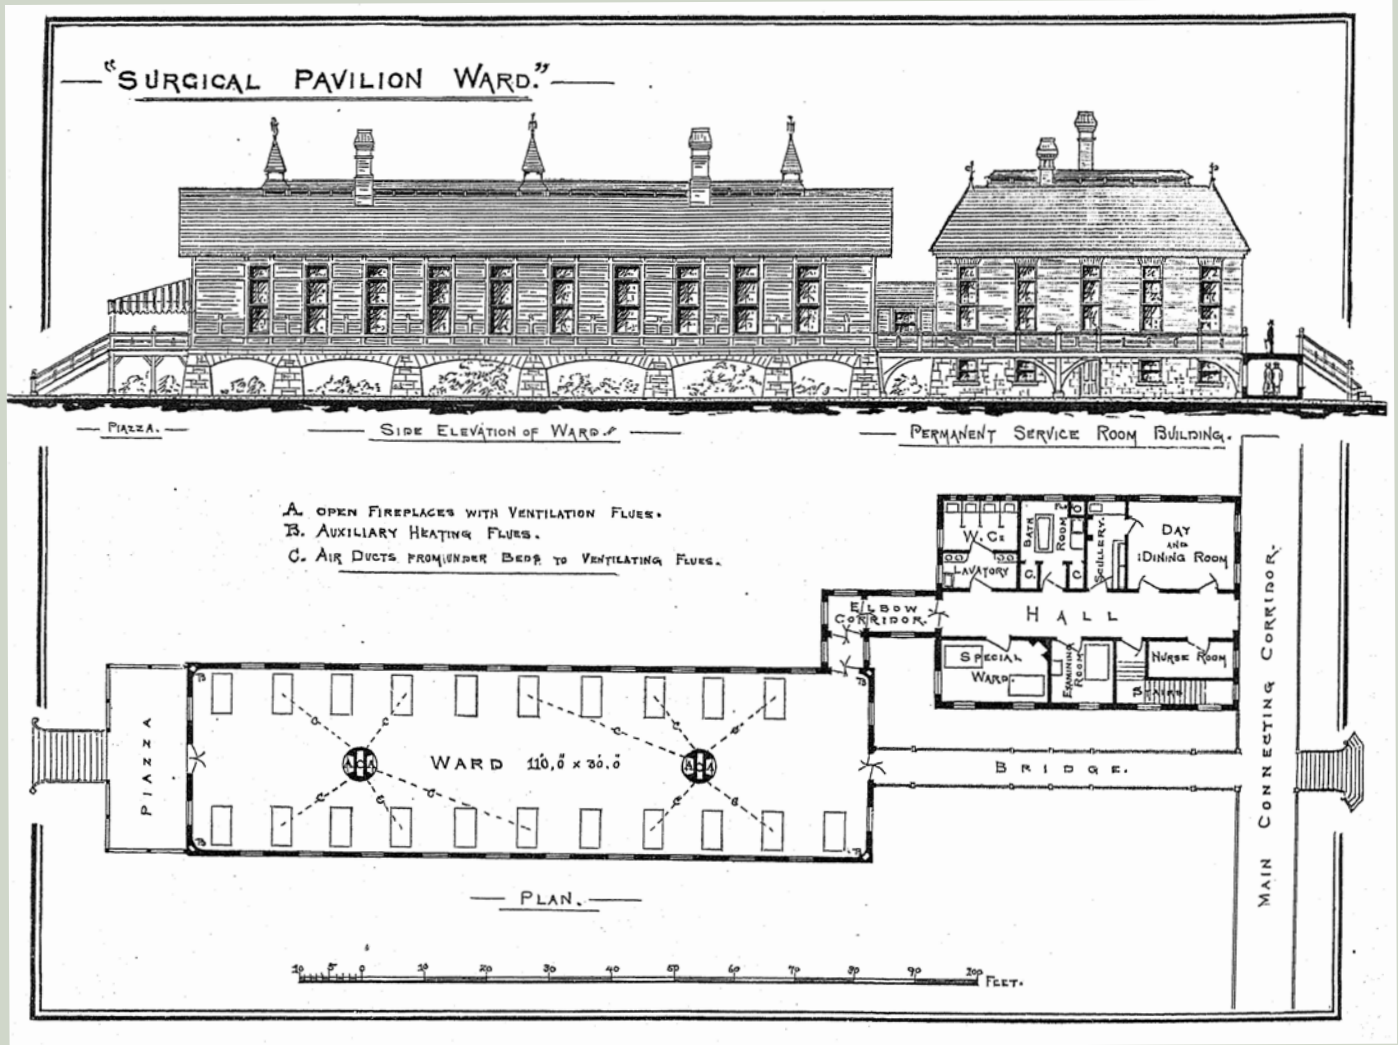 "SURGICAL PAVILION WARD."
PIAZZA.
SIDE ELEVATION OF WARD.
PERMANENT SERVICE ROOM BUILDING.
A. OPEN FIREPLACES WITH VENTILATION FLUES.
B. AUXILIARY HEATING FLUES.
C. AIR DUCTS FROM UNDER BEDS TO VENTILATING FLUES.
W. Cs
BATH ROOM
SCULLERY.
DAY
AND
DINING ROOM
LAVATORY
C.
C
ELBOW
CORRIDOR.
HALL
SPECIAL
WARD.
EXAMINING
ROOM
NURSE ROOM
STAIRS
B
B
PIAZZA
C
C
C
C
C
A C A
WARD 110,0 x 30.0
A C A
C
C
C
C
C
B
B
BRIDGE.
MAIN CONNECTING CORRIDOR.
PLAN.
10 5 0 10 20 30 40 50 60 70 80 90 200
FEET.